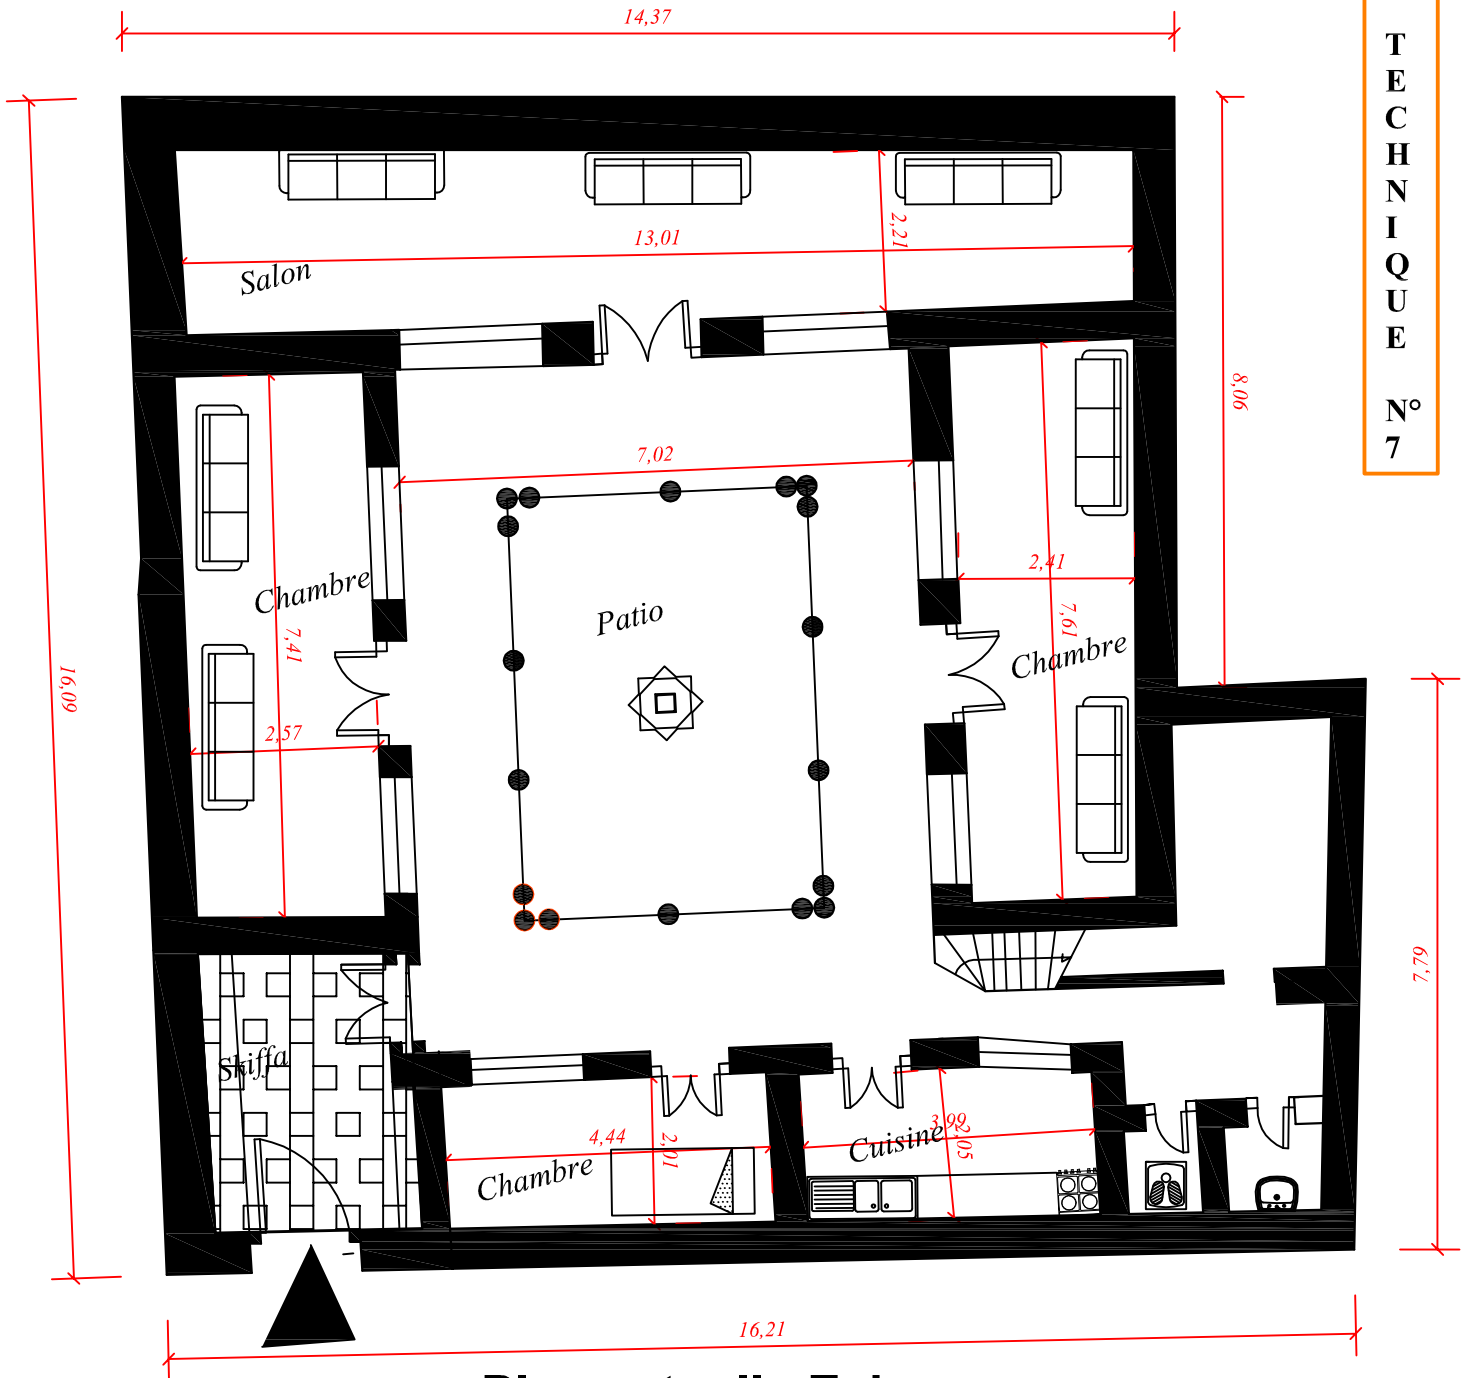 14,37
T
E
C
H
N
I
Q
U
E
N°
7
2,21
13,01
Salon
8,06
7,02
2,41
Chambre
Patio
7,61
7,41
Chambre
16,09
2,57
7,79
Skiffa
3,99
4,44
2,01
Cuisine
2,05
Chambre
16,21